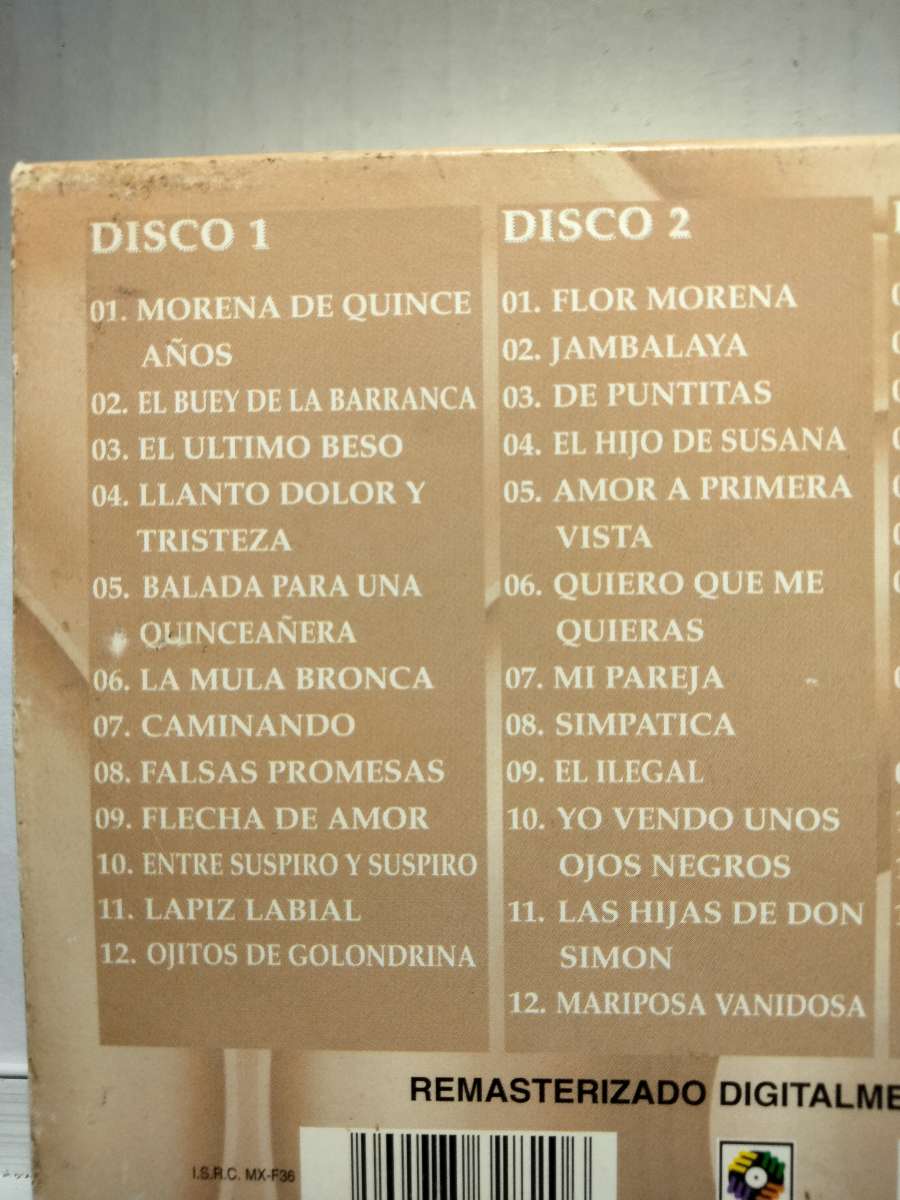 DISCO 1
01. MORENA DE QUINCE
AÑOS
02. EL BUEY DE LA BARRANCA
03. EL ULTIMO BESO
04. LLANTO DOLOR Y
TRISTEZA
05. BALADA PARA UNA
QUINCEAÑERA
06. LA MULA BRONCA
07. CAMINANDO
08. FALSAS PROMESAS
09. FLECHA DE AMOR
10. ENTRE SUSPIRO Y SUSPIRO
11. LAPIZ LABIAL
12. OJITOS DE GOLONDRINA
DISCO 2
01. FLOR MORENA
02. JAMBALAYA
03. DE PUNTITAS
04. EL HIJO DE SUSANA
05. AMOR A PRIMERA
VISTA
06. QUIERO QUE ME
QUIERAS
07. MI PAREJA
08. SIMPATICA
09. EL ILEGAL
10. YO VENDO UNOS
OJOS NEGROS
11. LAS HIJAS DE DON
SIMON
12. MARIPOSA VANIDOSA
REMASTERIZADO DIGITALME
I.S.R.C. MX-F36